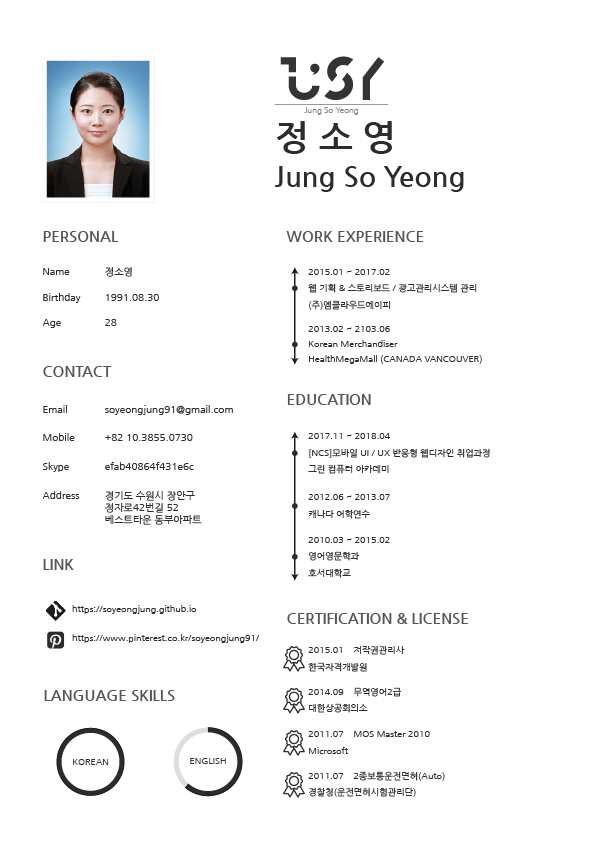 JSY
Jung So Yeong
정 소 영
Jung So Yeong
PERSONAL
Name 정소영
Birthday 1991.08.30
Age 28
CONTACT
Email soyeongjung91@gmail.com
Mobile +82 10.3855.0730
Skype efab40864f431e6c
Address 경기도 수원시 장안구
정자로42번길 52
베스트타운 동부아파트
LINK
https://soyeongjung.github.io
https://www.pinterest.co.kr/soyeongjung91/
LANGUAGE SKILLS
KOREAN
ENGLISH
WORK EXPERIENCE
2015.01 ~ 2017.02
웹 기획 & 스토리보드 / 광고관리시스템 관리
(주)엠클라우드에이피
2013.02 ~ 2103.06
Korean Merchandiser
HealthMegaMall (CANADA VANCOUVER)
EDUCATION
2017.11 ~ 2018.04
[NCS]모바일 UI / UX 반응형 웹디자인 취업과정
그린 컴퓨터 아카데미
2012.06 ~ 2013.07
캐나다 어학연수
2010.03 ~ 2015.02
영어영문학과
호서대학교
CERTIFICATION & LICENSE
2015.01 저작권관리사
한국자격개발원
2014.09 무역영어2급
대한상공회의소
2011.07 MOS Master 2010
Microsoft
2011.07 2종보통운전면허(Auto)
경찰청(운전면허시험관리단)